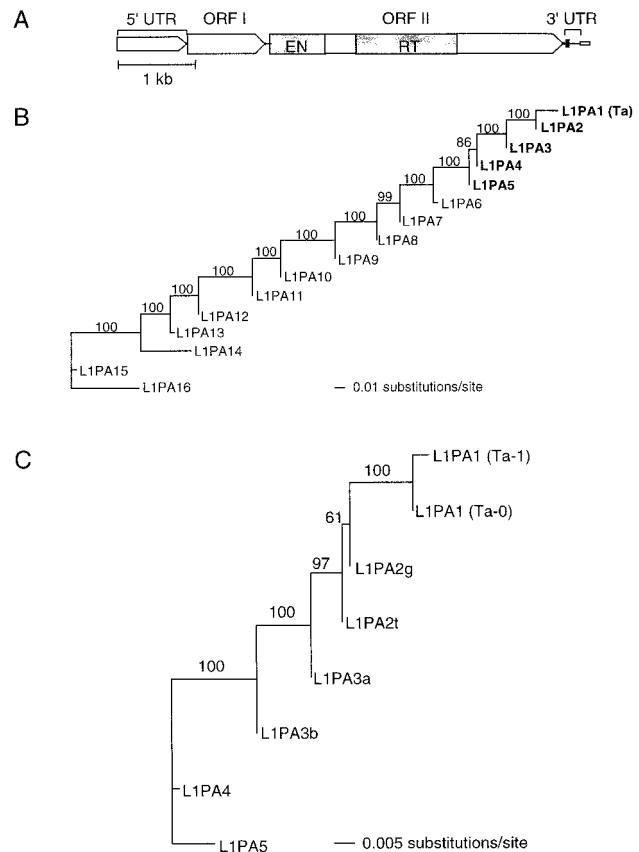 A
5' UTR ORF I ORF II 3' UTR
EN RT
1 kb
B
L1PA1 (Ta)
100
L1PA2
100
L1PA3
86
L1PA4
100
L1PA5
100
L1PA6
99
L1PA7
100
L1PA8
100
L1PA9
100
L1PA10
100
L1PA11
100
L1PA12
100
L1PA13
100
L1PA14
100
L1PA15
L1PA16
0.01 substitutions/site
C
L1PA1 (Ta-1)
100
L1PA1 (Ta-0)
61
L1PA2g
97
L1PA2t
100
L1PA3a
100
L1PA3b
L1PA4
L1PA5
0.005 substitutions/site